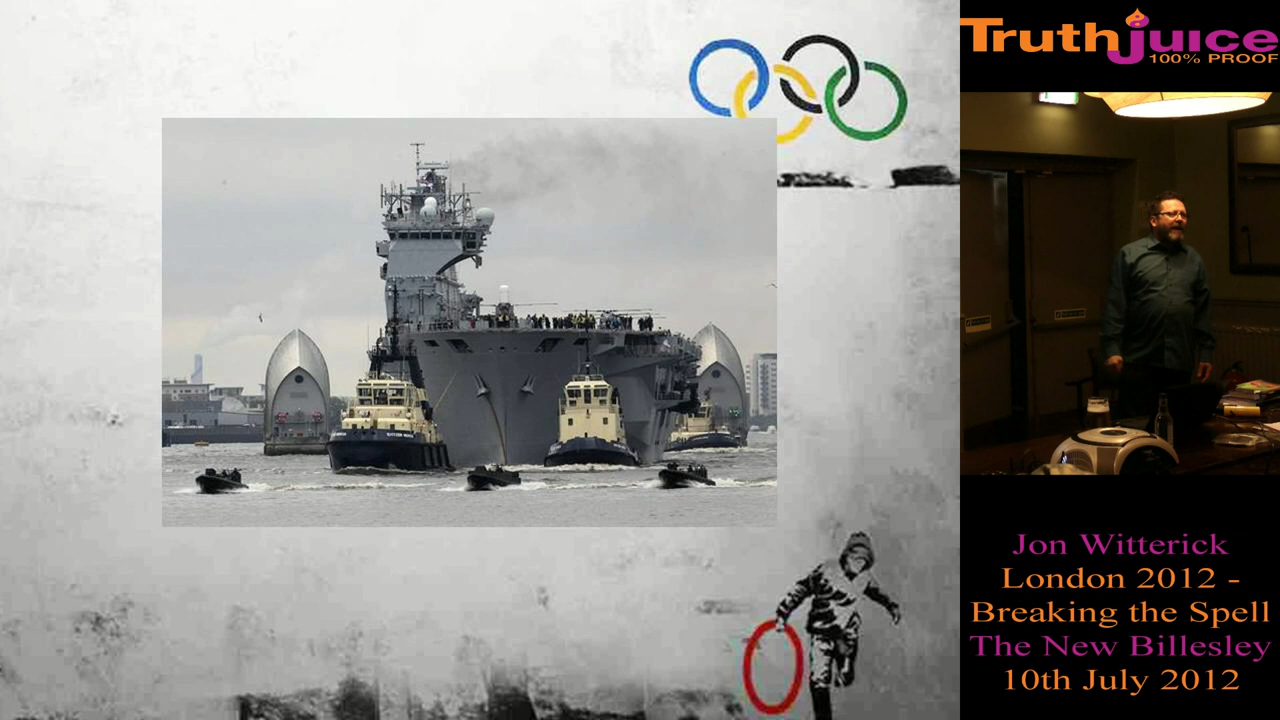 Truthjuice
100% PROOF
Jon Witterick
London 2012 -
Breaking the Spell
The New Billesley
10th July 2012